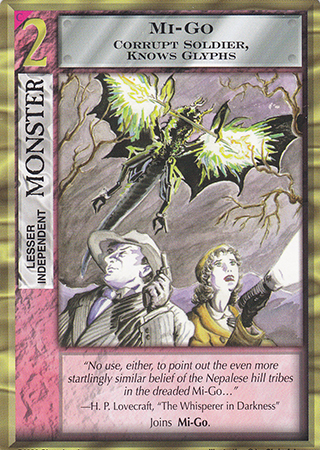 2
Mi-Go
Corrupt Soldier,
Knows Glyphs
Monster
Lesser
Independent
“No use, either, to point out the even more
startlingly similar belief of the Nepalese hill tribes
in the dreaded Mi-Go…”
—H. P. Lovecraft, “The Whisperer in Darkness”
Joins Mi-Go.